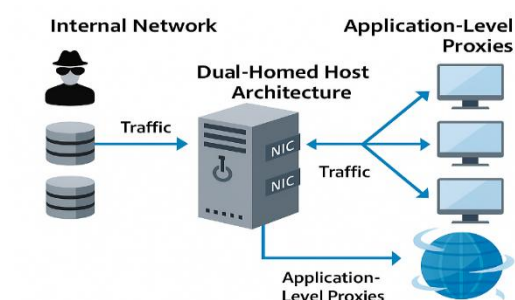 Internal Network
Application-Level
Proxies
Dual-Homed Host
Architecture
Traffic
NIC
NIC
Traffic
Application-
Level Proxies